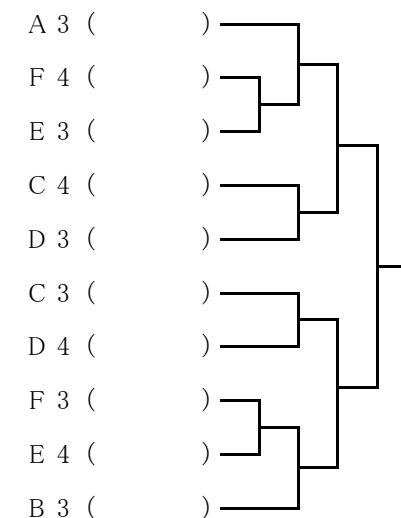 A 3 (          )
F 4 (          )
E 3 (          )
C 4 (          )
D 3 (          )
C 3 (          )
D 4 (          )
F 3 (          )
E 4 (          )
B 3 (          )